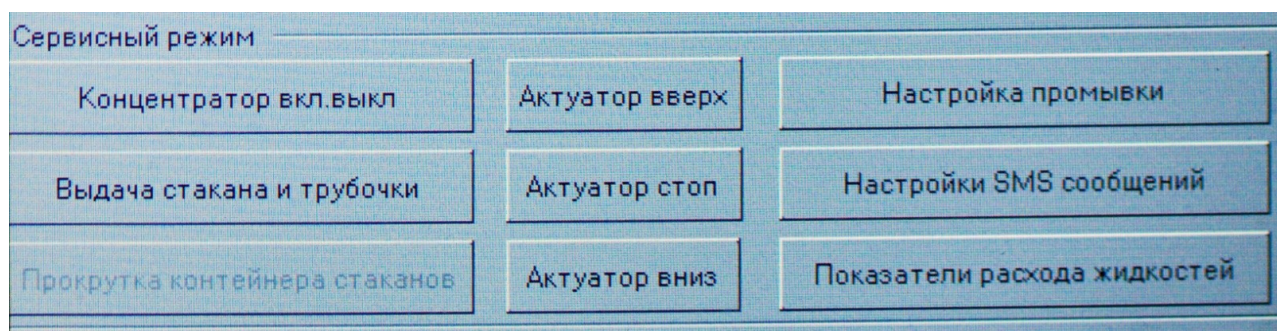 Сервисный режим
Концентратор вкл.выкл
Актуатор вверх
Настройка промывки
Выдача стакана и трубочки
Актуатор стоп
Настройки SMS сообщений
Прокрутка контейнера стаканов
Актуатор вниз
Показатели расхода жидкостей